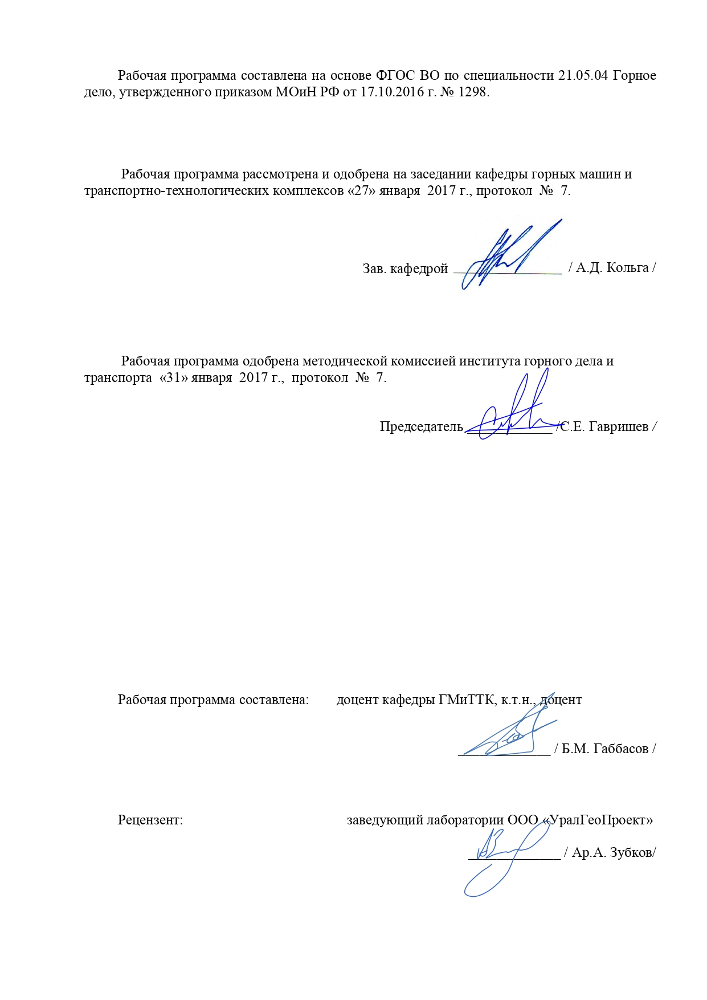 Рабочая программа составлена на основе ФГОС ВО по специальности 21.05.04 Горное
дело, утвержденного приказом МОиН РФ от 17.10.2016 г. № 1298.
Рабочая программа рассмотрена и одобрена на заседании кафедры горных машин и
транспортно-технологических комплексов «27» января 2017 г., протокол № 7.
Зав. кафедрой / А.Д. Кольга /
Рабочая программа одобрена методической комиссией института горного дела и
транспорта «31» января 2017 г., протокол № 7.
Председатель ____________ /С.Е. Гавришев /
Рабочая программа составлена: доцент кафедры ГМиТТК, к.т.н., доцент
_____________ / Б.М. Габбасов /
Рецензент: заведующий лаборатории ООО «УралГеоПроект»
_____________ / Ар.А. Зубков/